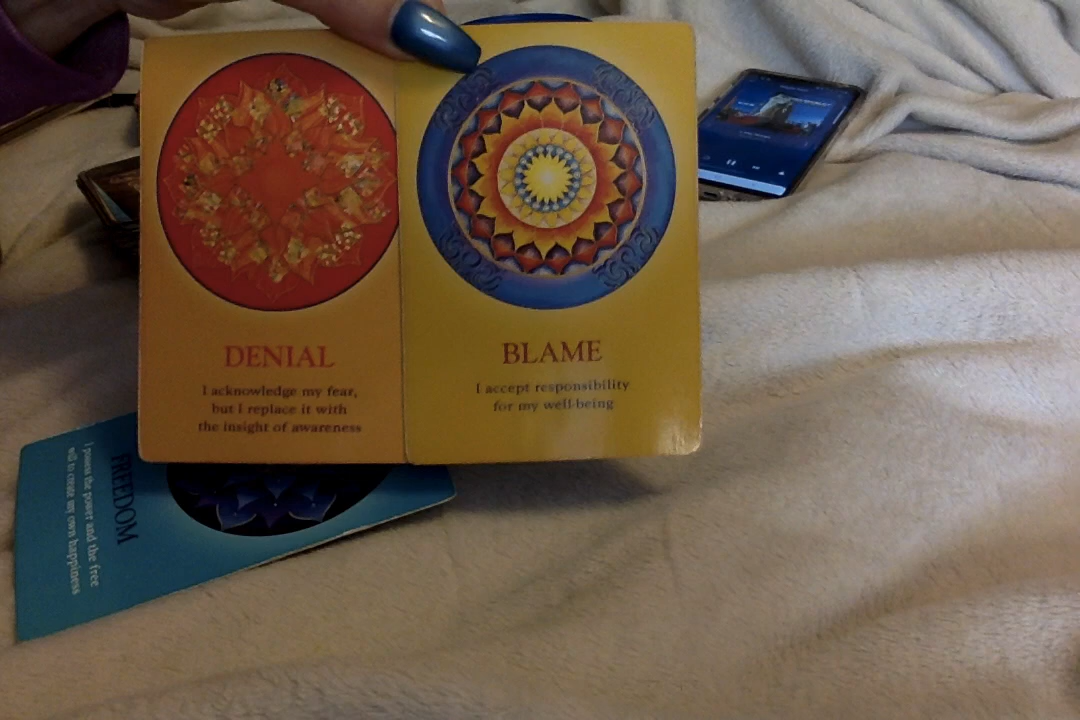 DENIAL
I acknowledge my fear,
but I replace it with
the insight of awareness
BLAME
I accept responsibility
for my well-being
FREEDOM
I possess the power and the free
will to create my own happiness